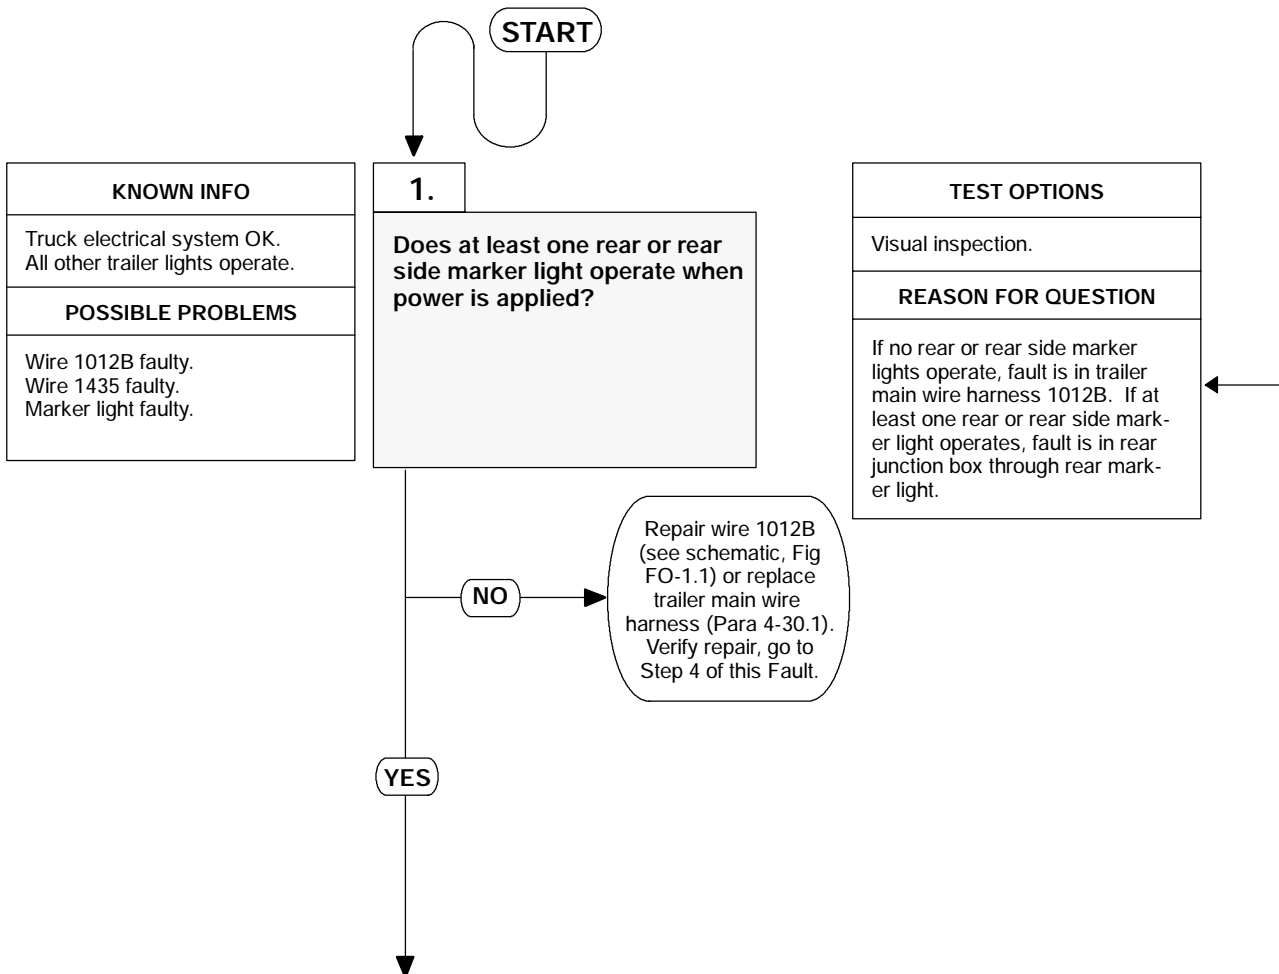 START
KNOWN INFO
Truck electrical system OK.
All other trailer lights operate.
POSSIBLE PROBLEMS
Wire 1012B faulty.
Wire 1435 faulty.
Marker light faulty.
1.
Does at least one rear or rear
side marker light operate when
power is applied?
TEST OPTIONS
Visual inspection.
REASON FOR QUESTION
If no rear or rear side marker
lights operate, fault is in trailer
main wire harness 1012B.  If at
least one rear or rear side mark-
er light operates, fault is in rear
junction box through rear mark-
er light.
NO
Repair wire 1012B
(see schematic, Fig
FO-1.1) or replace
trailer main wire
harness (Para 4-30.1).
Verify repair, go to
Step 4 of this Fault.
YES